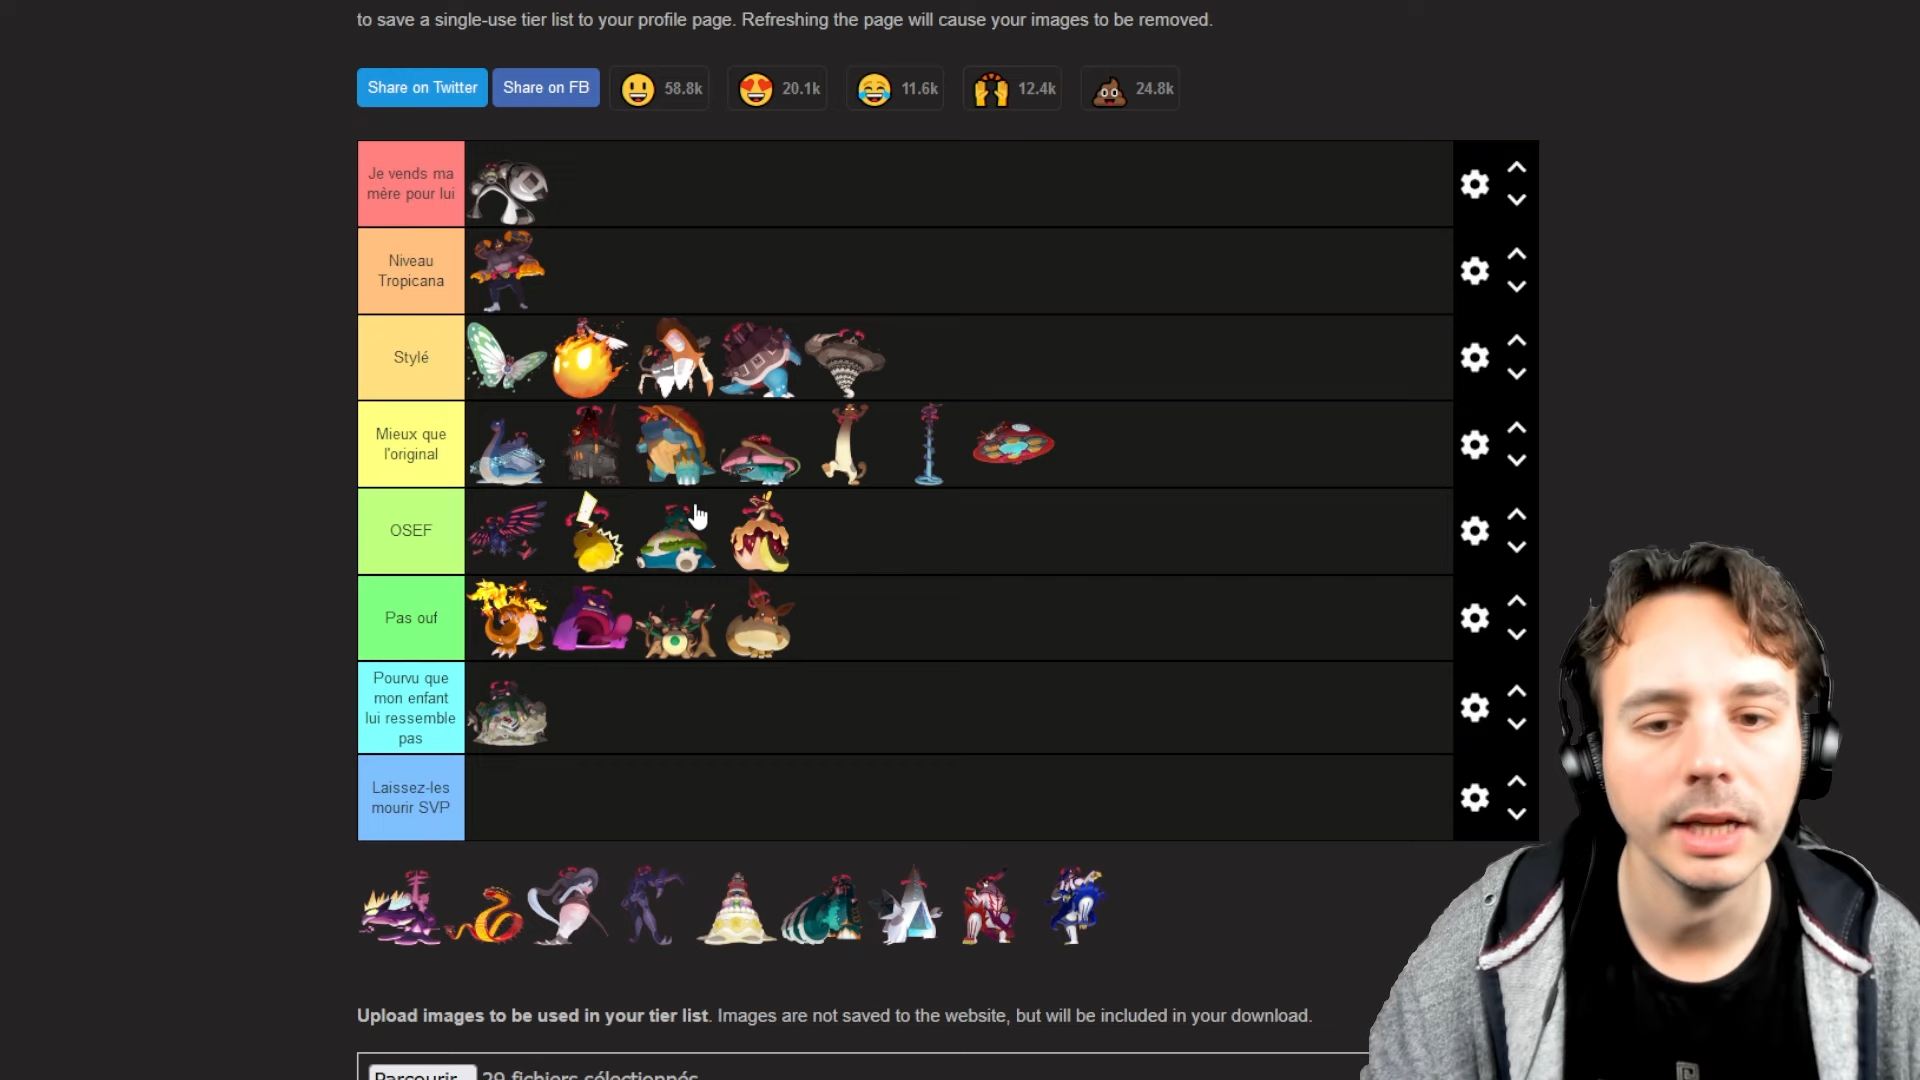 to save a single-use tier list to your profile page. Refreshing the page will cause your images to be removed.
Share on Twitter
Share on FB
58.8k
20.1k
11.6k
12.4k
24.8k
Je vends ma
mère pour lui
Niveau
Tropicana
Stylé
Mieux que
l'original
OSEF
Pas ouf
Pourvu que
mon enfant
lui ressemble
pas
Laissez-les
mourir SVP
Upload images to be used in your tier list. Images are not saved to the website, but will be included in your download.
Parcourir... 29 fichiers sélectionnés.